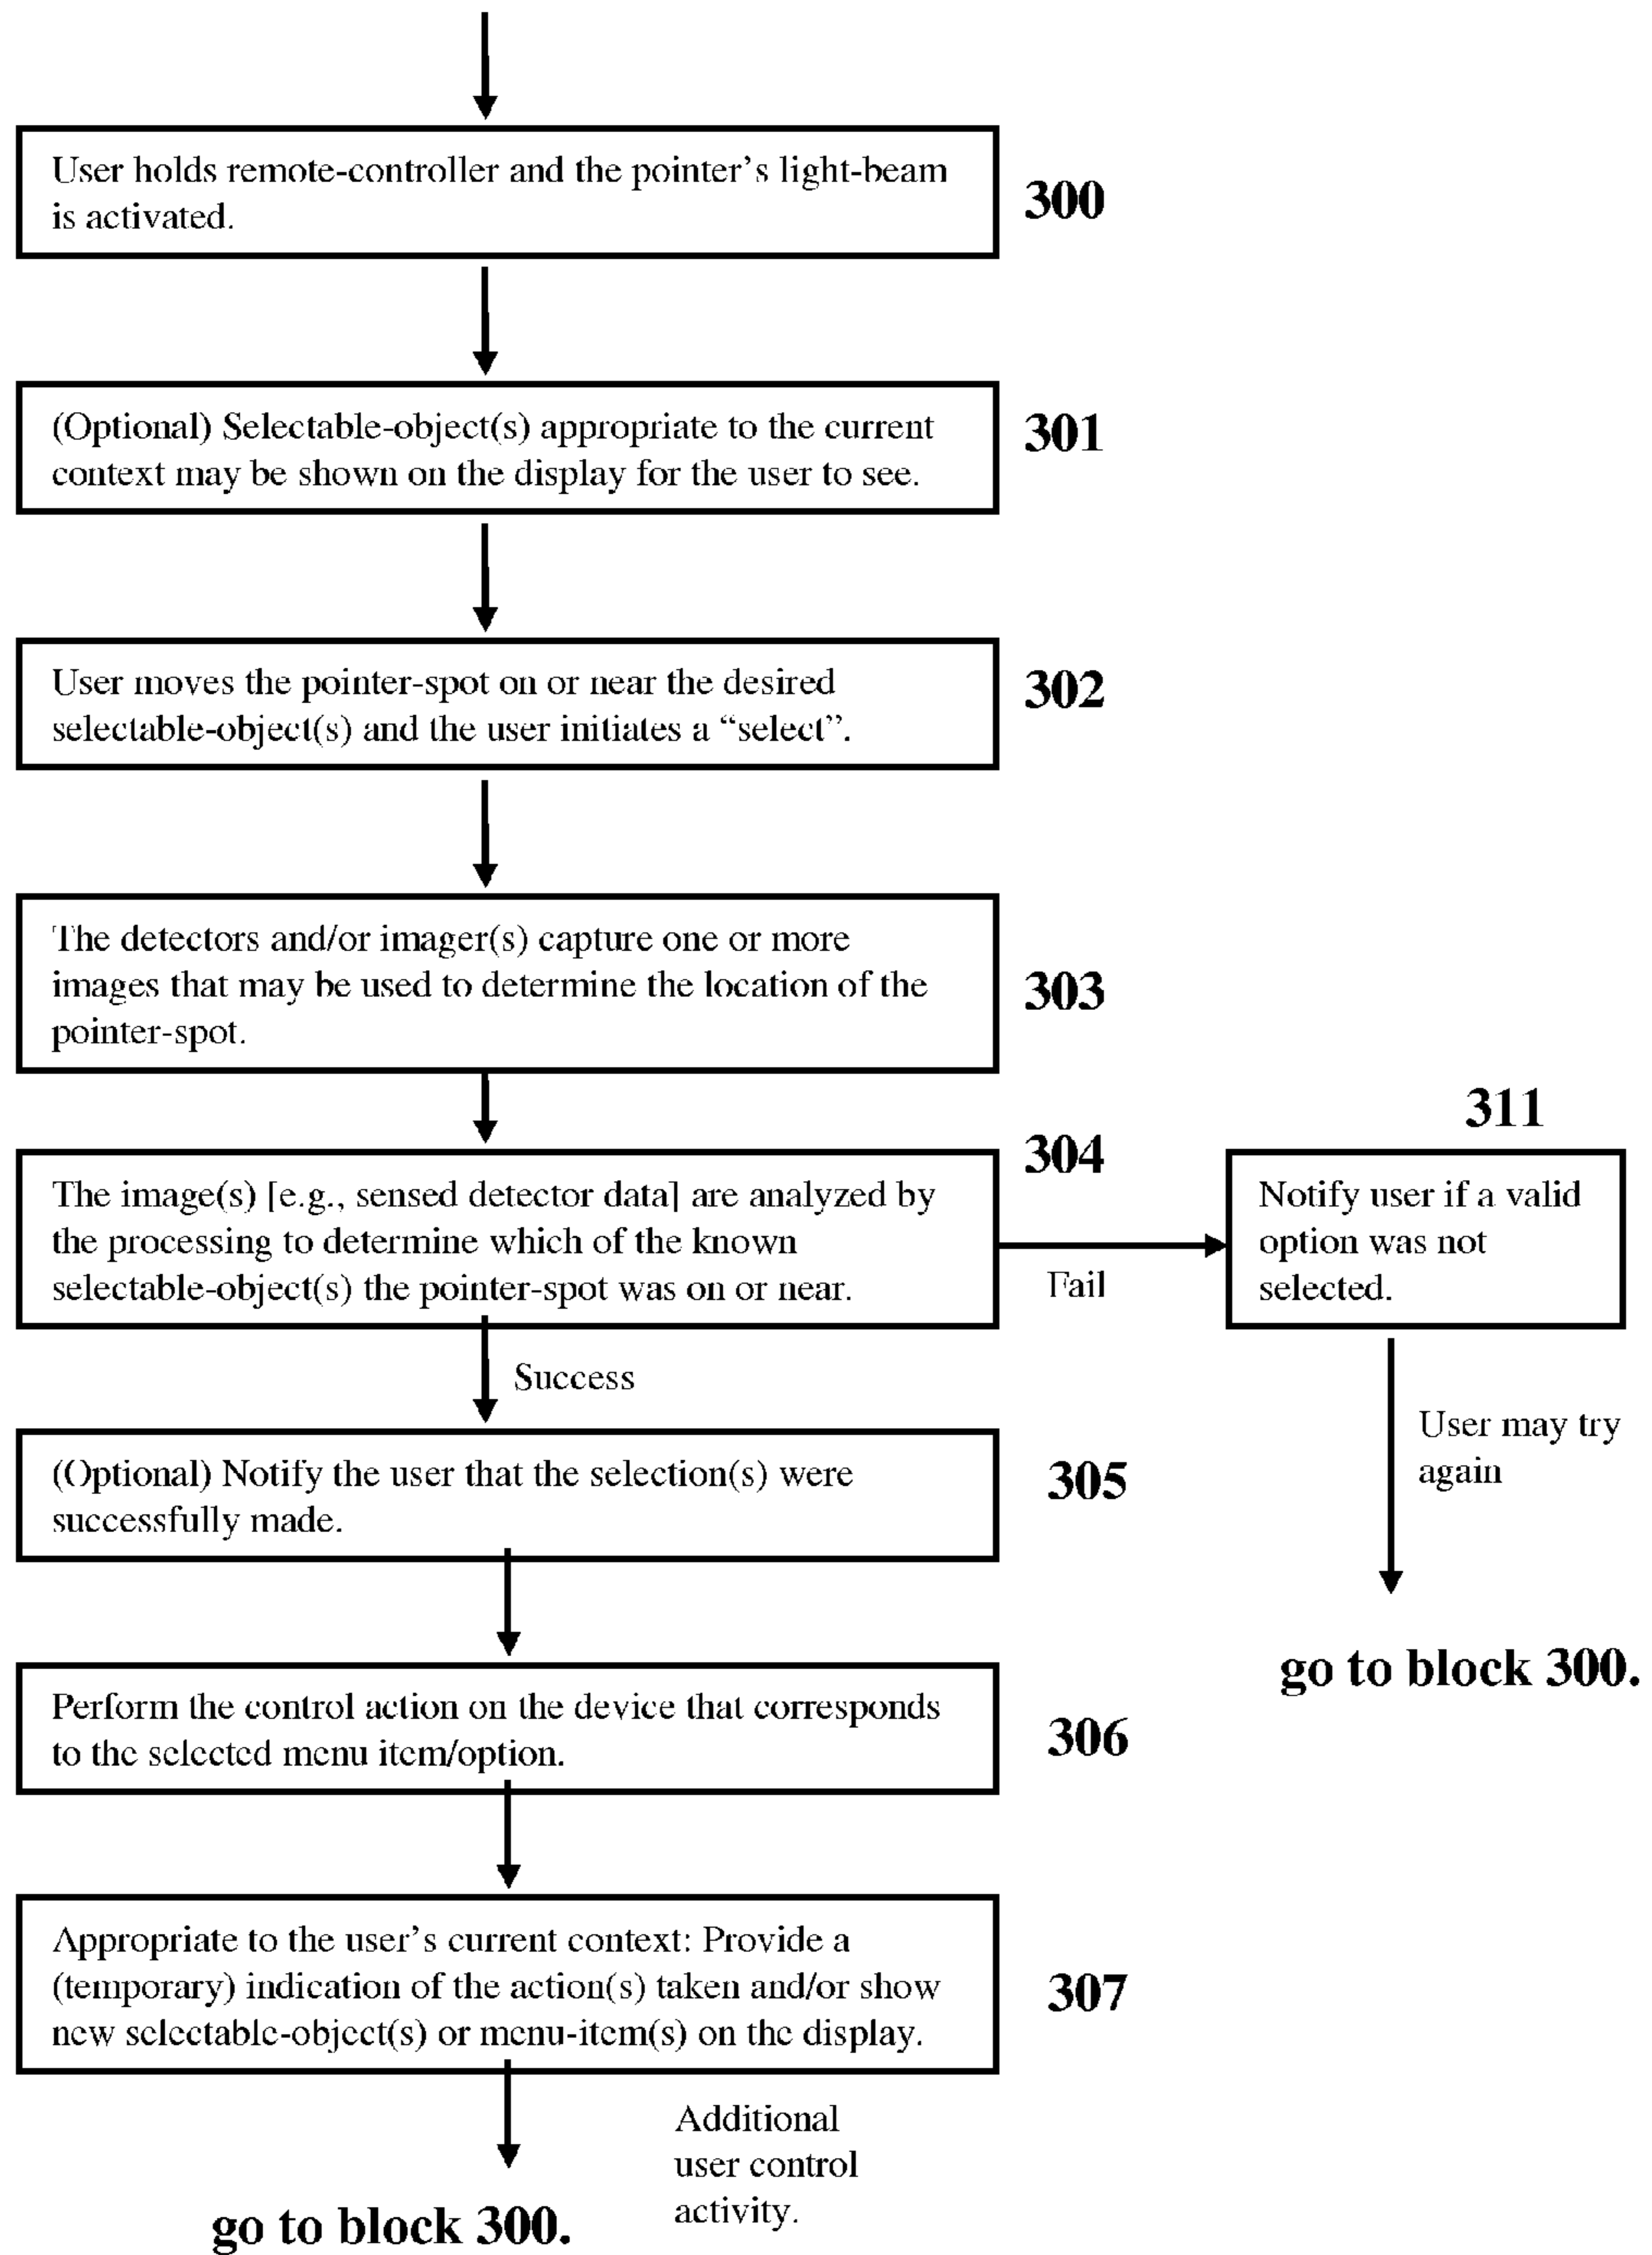 User holds remote-controller and the pointer's light-beam
is activated.
300
(Optional) Selectable-object(s) appropriate to the current
context may be shown on the display for the user to see.
301
User moves the pointer-spot on or near the desired
selectable-object(s) and the user initiates a “select”.
302
The detectors and/or imager(s) capture one or more
images that may be used to determine the location of the
pointer-spot.
303
The image(s) [e.g., sensed detector data] are analyzed by
the processing to determine which of the known
selectable-object(s) the pointer-spot was on or near.
304
Fail
311
Notify user if a valid
option was not
selected.
User may try
again
go to block 300.
Success
(Optional) Notify the user that the selection(s) were
successfully made.
305
Perform the control action on the device that corresponds
to the selected menu item/option.
306
Appropriate to the user's current context: Provide a
(temporary) indication of the action(s) taken and/or show
new selectable-object(s) or menu-item(s) on the display.
307
Additional
user control
activity.
go to block 300.